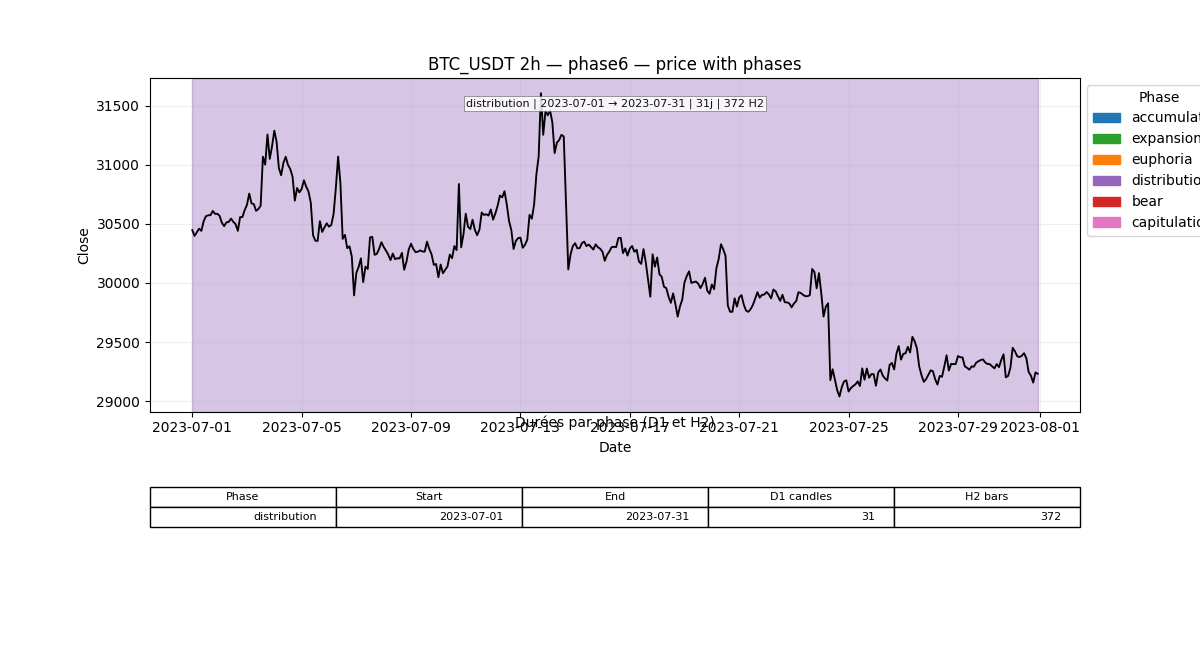 BTC_USDT 2h — phase6 — price with phases
distribution | 2023-07-01 → 2023-07-31 | 31j | 372 H2
Close
31500
31000
30500
30000
29500
29000
Phase
accumulat
expansion
euphoria
distributio
bear
capitulatio
2023-07-01 2023-07-05 2023-07-09 2023-07-13 2023-07-17 2023-07-21 2023-07-25 2023-07-29 2023-08-01
Durées par phase (D1 et H2)
Date
Phase Start End D1 candles H2 bars
distribution 2023-07-01 2023-07-31 31 372